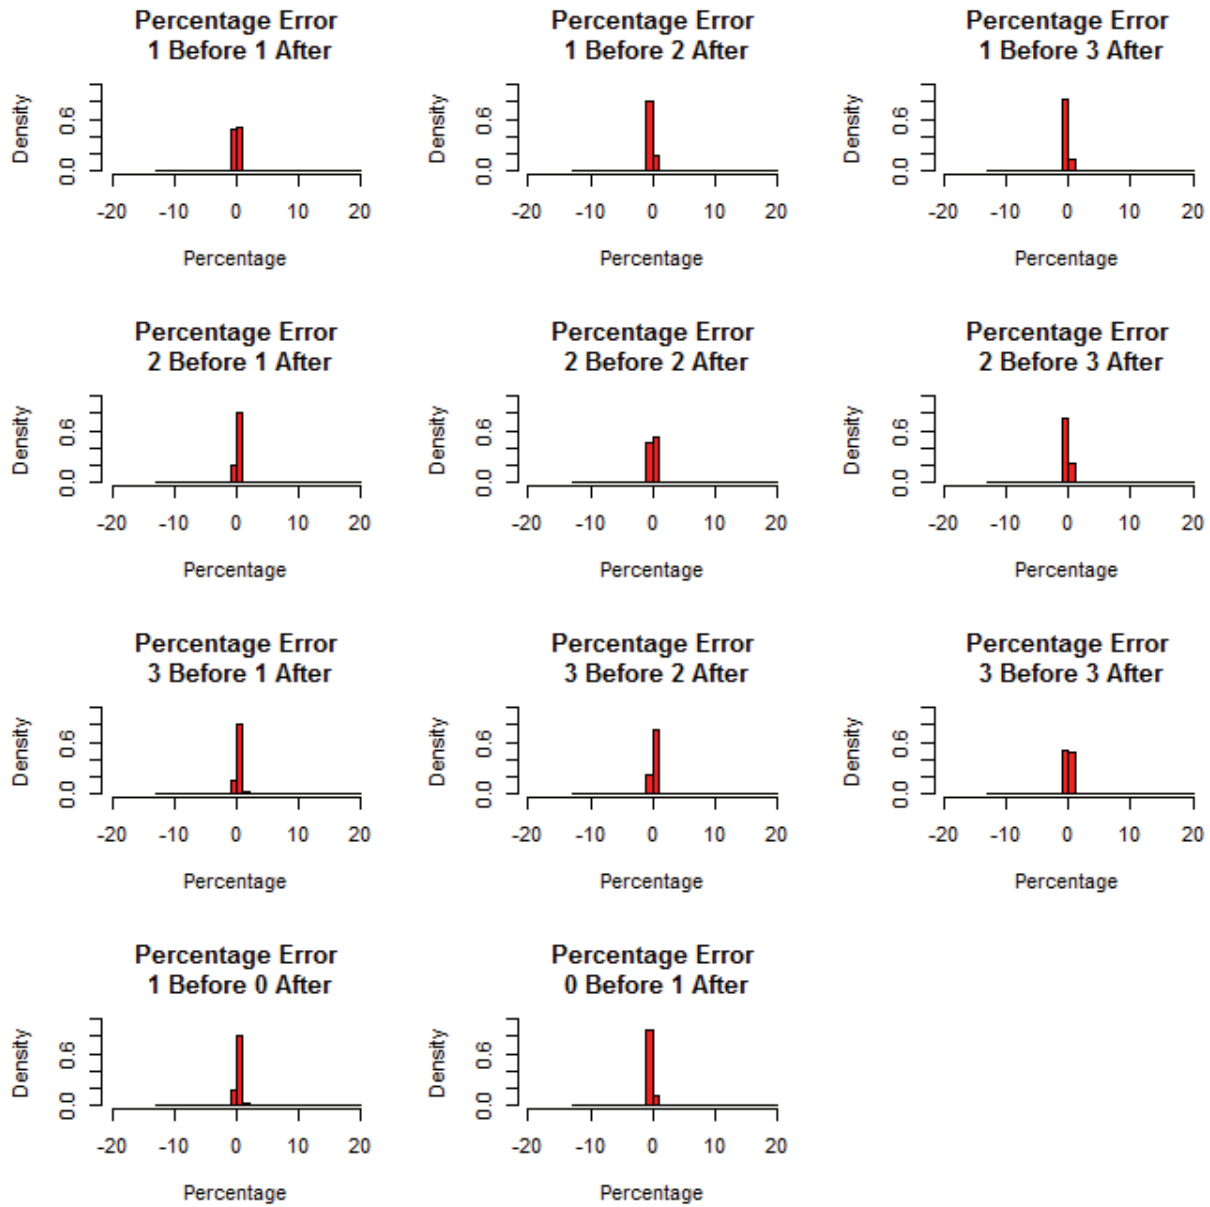 Percentage Error
1 Before 1 After
Density
0.0
0.6
-20 -10 0 10 20
Percentage
Percentage Error
1 Before 2 After
Density
0.0
0.6
-20 -10 0 10 20
Percentage
Percentage Error
1 Before 3 After
Density
0.0
0.6
-20 -10 0 10 20
Percentage
Percentage Error
2 Before 1 After
Density
0.0
0.6
-20 -10 0 10 20
Percentage
Percentage Error
2 Before 2 After
Density
0.0
0.6
-20 -10 0 10 20
Percentage
Percentage Error
2 Before 3 After
Density
0.0
0.6
-20 -10 0 10 20
Percentage
Percentage Error
3 Before 1 After
Density
0.0
0.6
-20 -10 0 10 20
Percentage
Percentage Error
3 Before 2 After
Density
0.0
0.6
-20 -10 0 10 20
Percentage
Percentage Error
3 Before 3 After
Density
0.0
0.6
-20 -10 0 10 20
Percentage
Percentage Error
1 Before 0 After
Density
0.0
0.6
-20 -10 0 10 20
Percentage
Percentage Error
0 Before 1 After
Density
0.0
0.6
-20 -10 0 10 20
Percentage